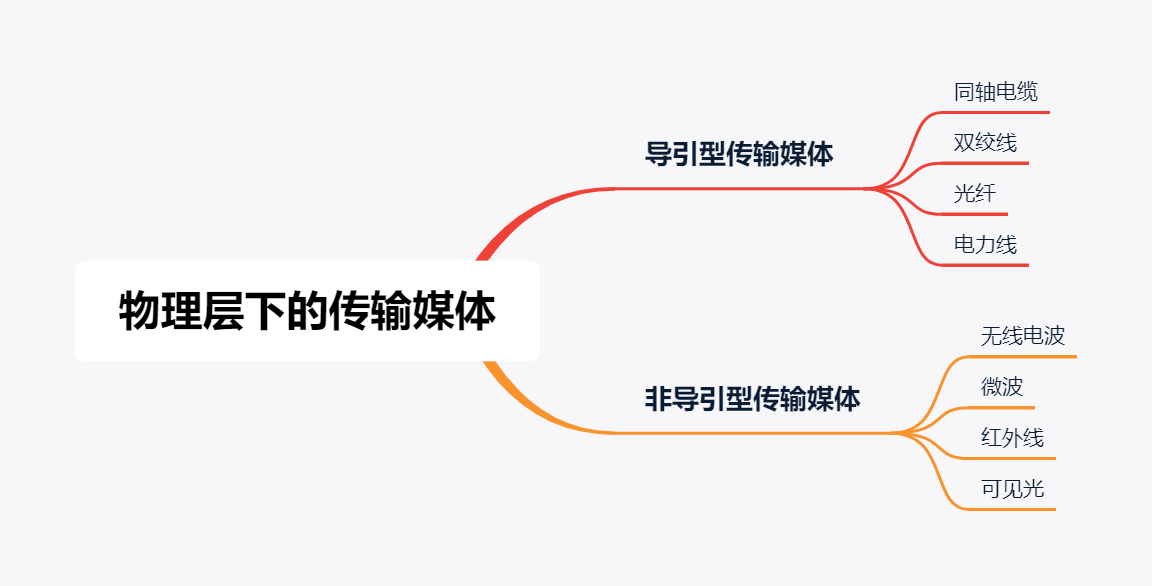 物理层下的传输媒体
导引型传输媒体
同轴电缆
双绞线
光纤
电力线
非导引型传输媒体
无线电波
微波
红外线
可见光